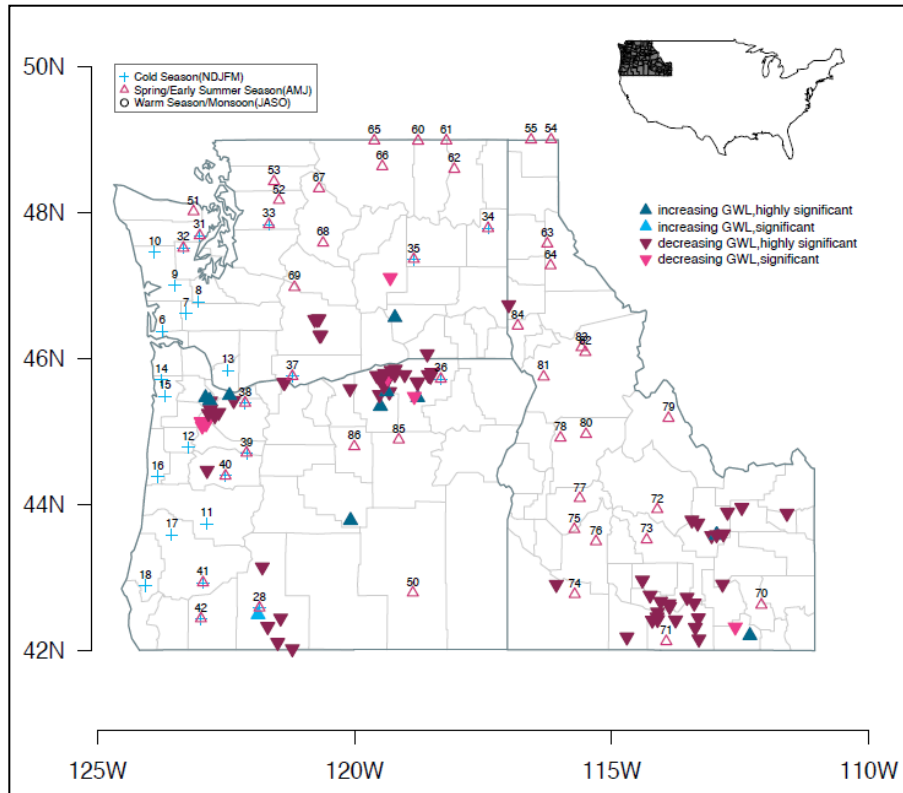 50N
48N
46N
44N
42N
Cold Season(NDJFM)
Spring/Early Summer Season(AMJ)
Warm Season/Monsoon(JASO)
increasing GWL,highly significant
increasing GWL,significant
decreasing GWL,highly significant
decreasing GWL,significant
65 60 61 55 54
66 62
53 67
52
51 31 33 34
10 32 68 35 63
64
9 69
8
7
6 84
83
82
13 37 36 81
14
15 38
79
12 86 85 78 80
39
16 40
77
72
11 75
17 76 73
18 41 50 74
28 70
42 71
125W 120W 115W 110W